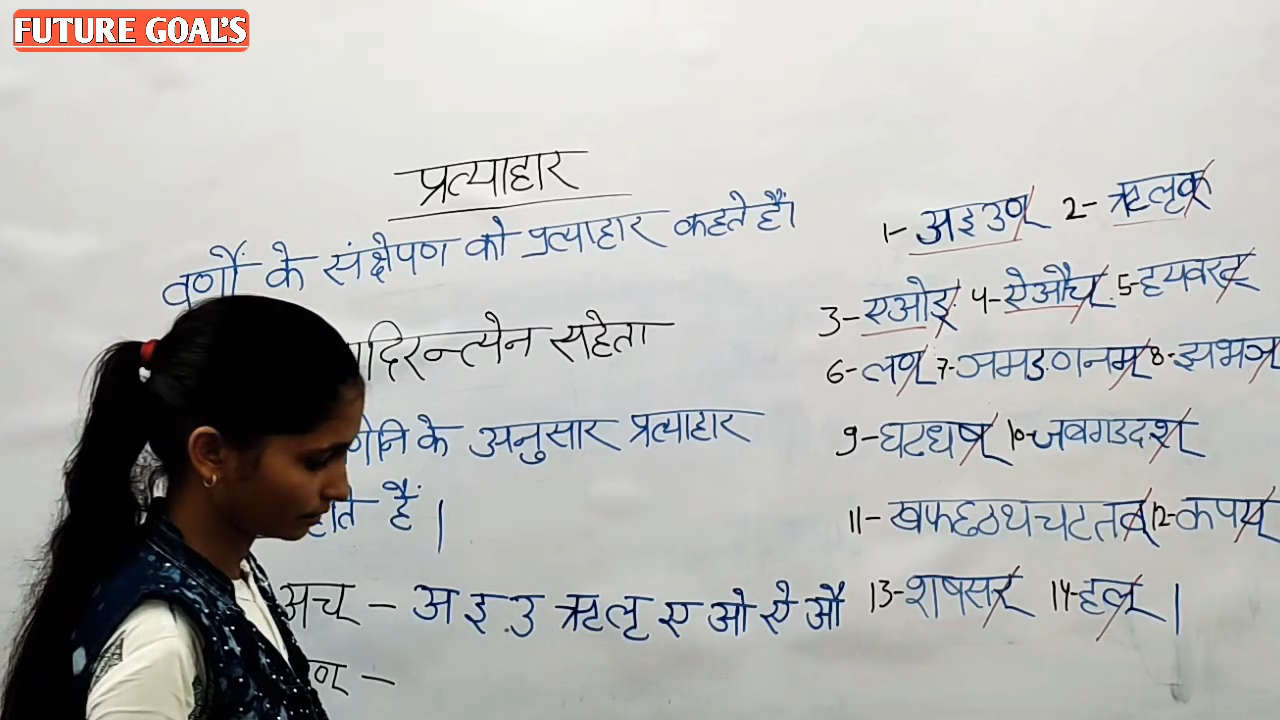 FUTURE GOAL'S
प्रत्याहार
वर्णों के संक्षेपण को प्रत्याहार कहते हैं।
सहेता
के अनुसार प्रत्याहार
हैं |
अच् – अ इ उ ऋ लृ ए ओ ऐ औ
1- अइउण् 2- ऋलृक्
3- एओङ् 4- ऐऔच् 5- हयवरट्
6- लण् 7- ञमङणनम् 8- झभञ्
9- घढधष् 10- जबगडदश्
11- खफछठथचटतव् 12- कपय्
13- शषसर् 14- हल् |